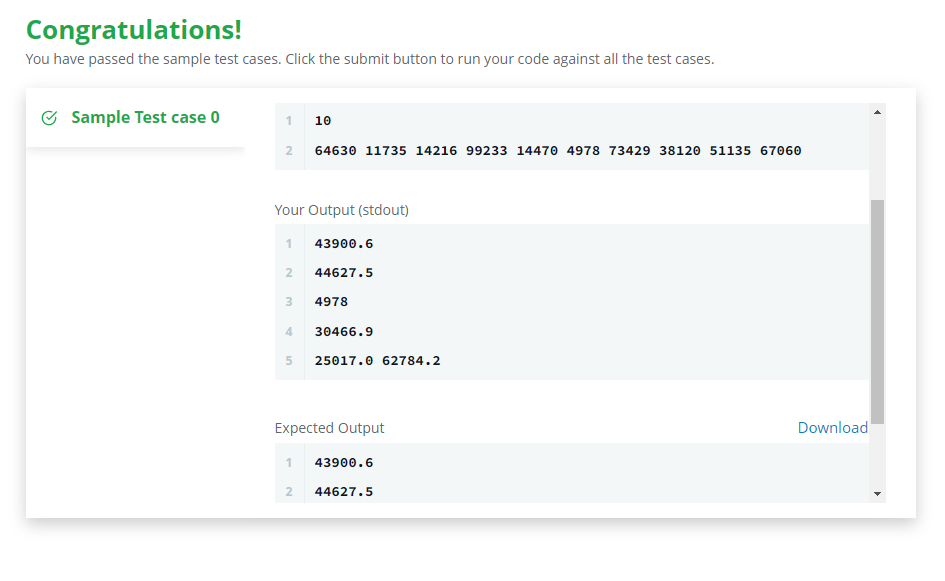 Congratulations!
You have passed the sample test cases. Click the submit button to run your code against all the test cases.
Sample Test case 0
1 10
2 64630 11735 14216 99233 14470 4978 73429 38120 51135 67060
Your Output (stdout)
1 43900.6
2 44627.5
3 4978
4 30466.9
5 25017.0 62784.2
Expected Output Download
1 43900.6
2 44627.5